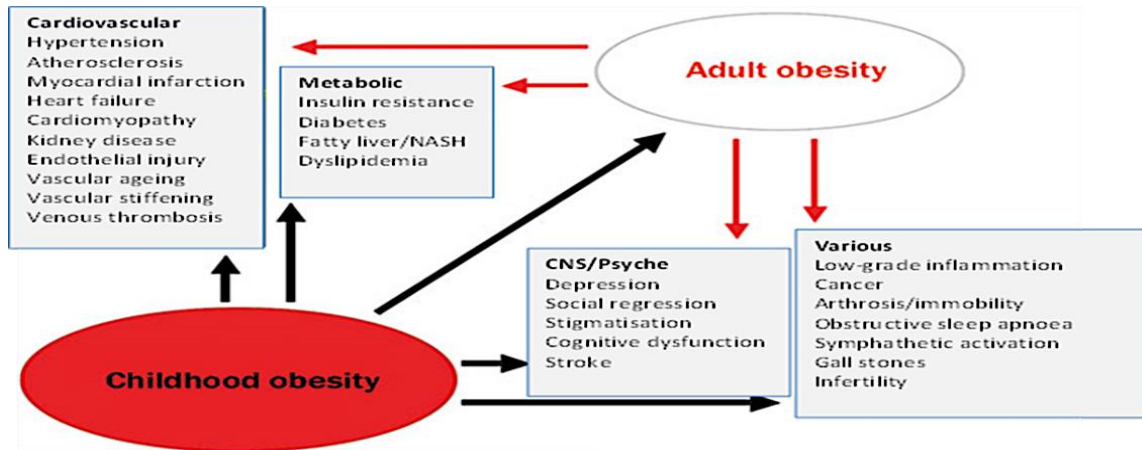 Cardiovascular
Hypertension
Atherosclerosis
Myocardial infarction
Heart failure
Cardiomyopathy
Kidney disease
Endothelial injury
Vascular ageing
Vascular stiffening
Venous thrombosis
Metabolic
Insulin resistance
Diabetes
Fatty liver/NASH
Dyslipidemia
Adult obesity
CNS/Psyche
Depression
Social regression
Stigmatisation
Cognitive dysfunction
Stroke
Various
Low-grade inflammation
Cancer
Arthrosis/immobility
Obstructive sleep apnoea
Symphathetic activation
Gall stones
Infertility
Childhood obesity